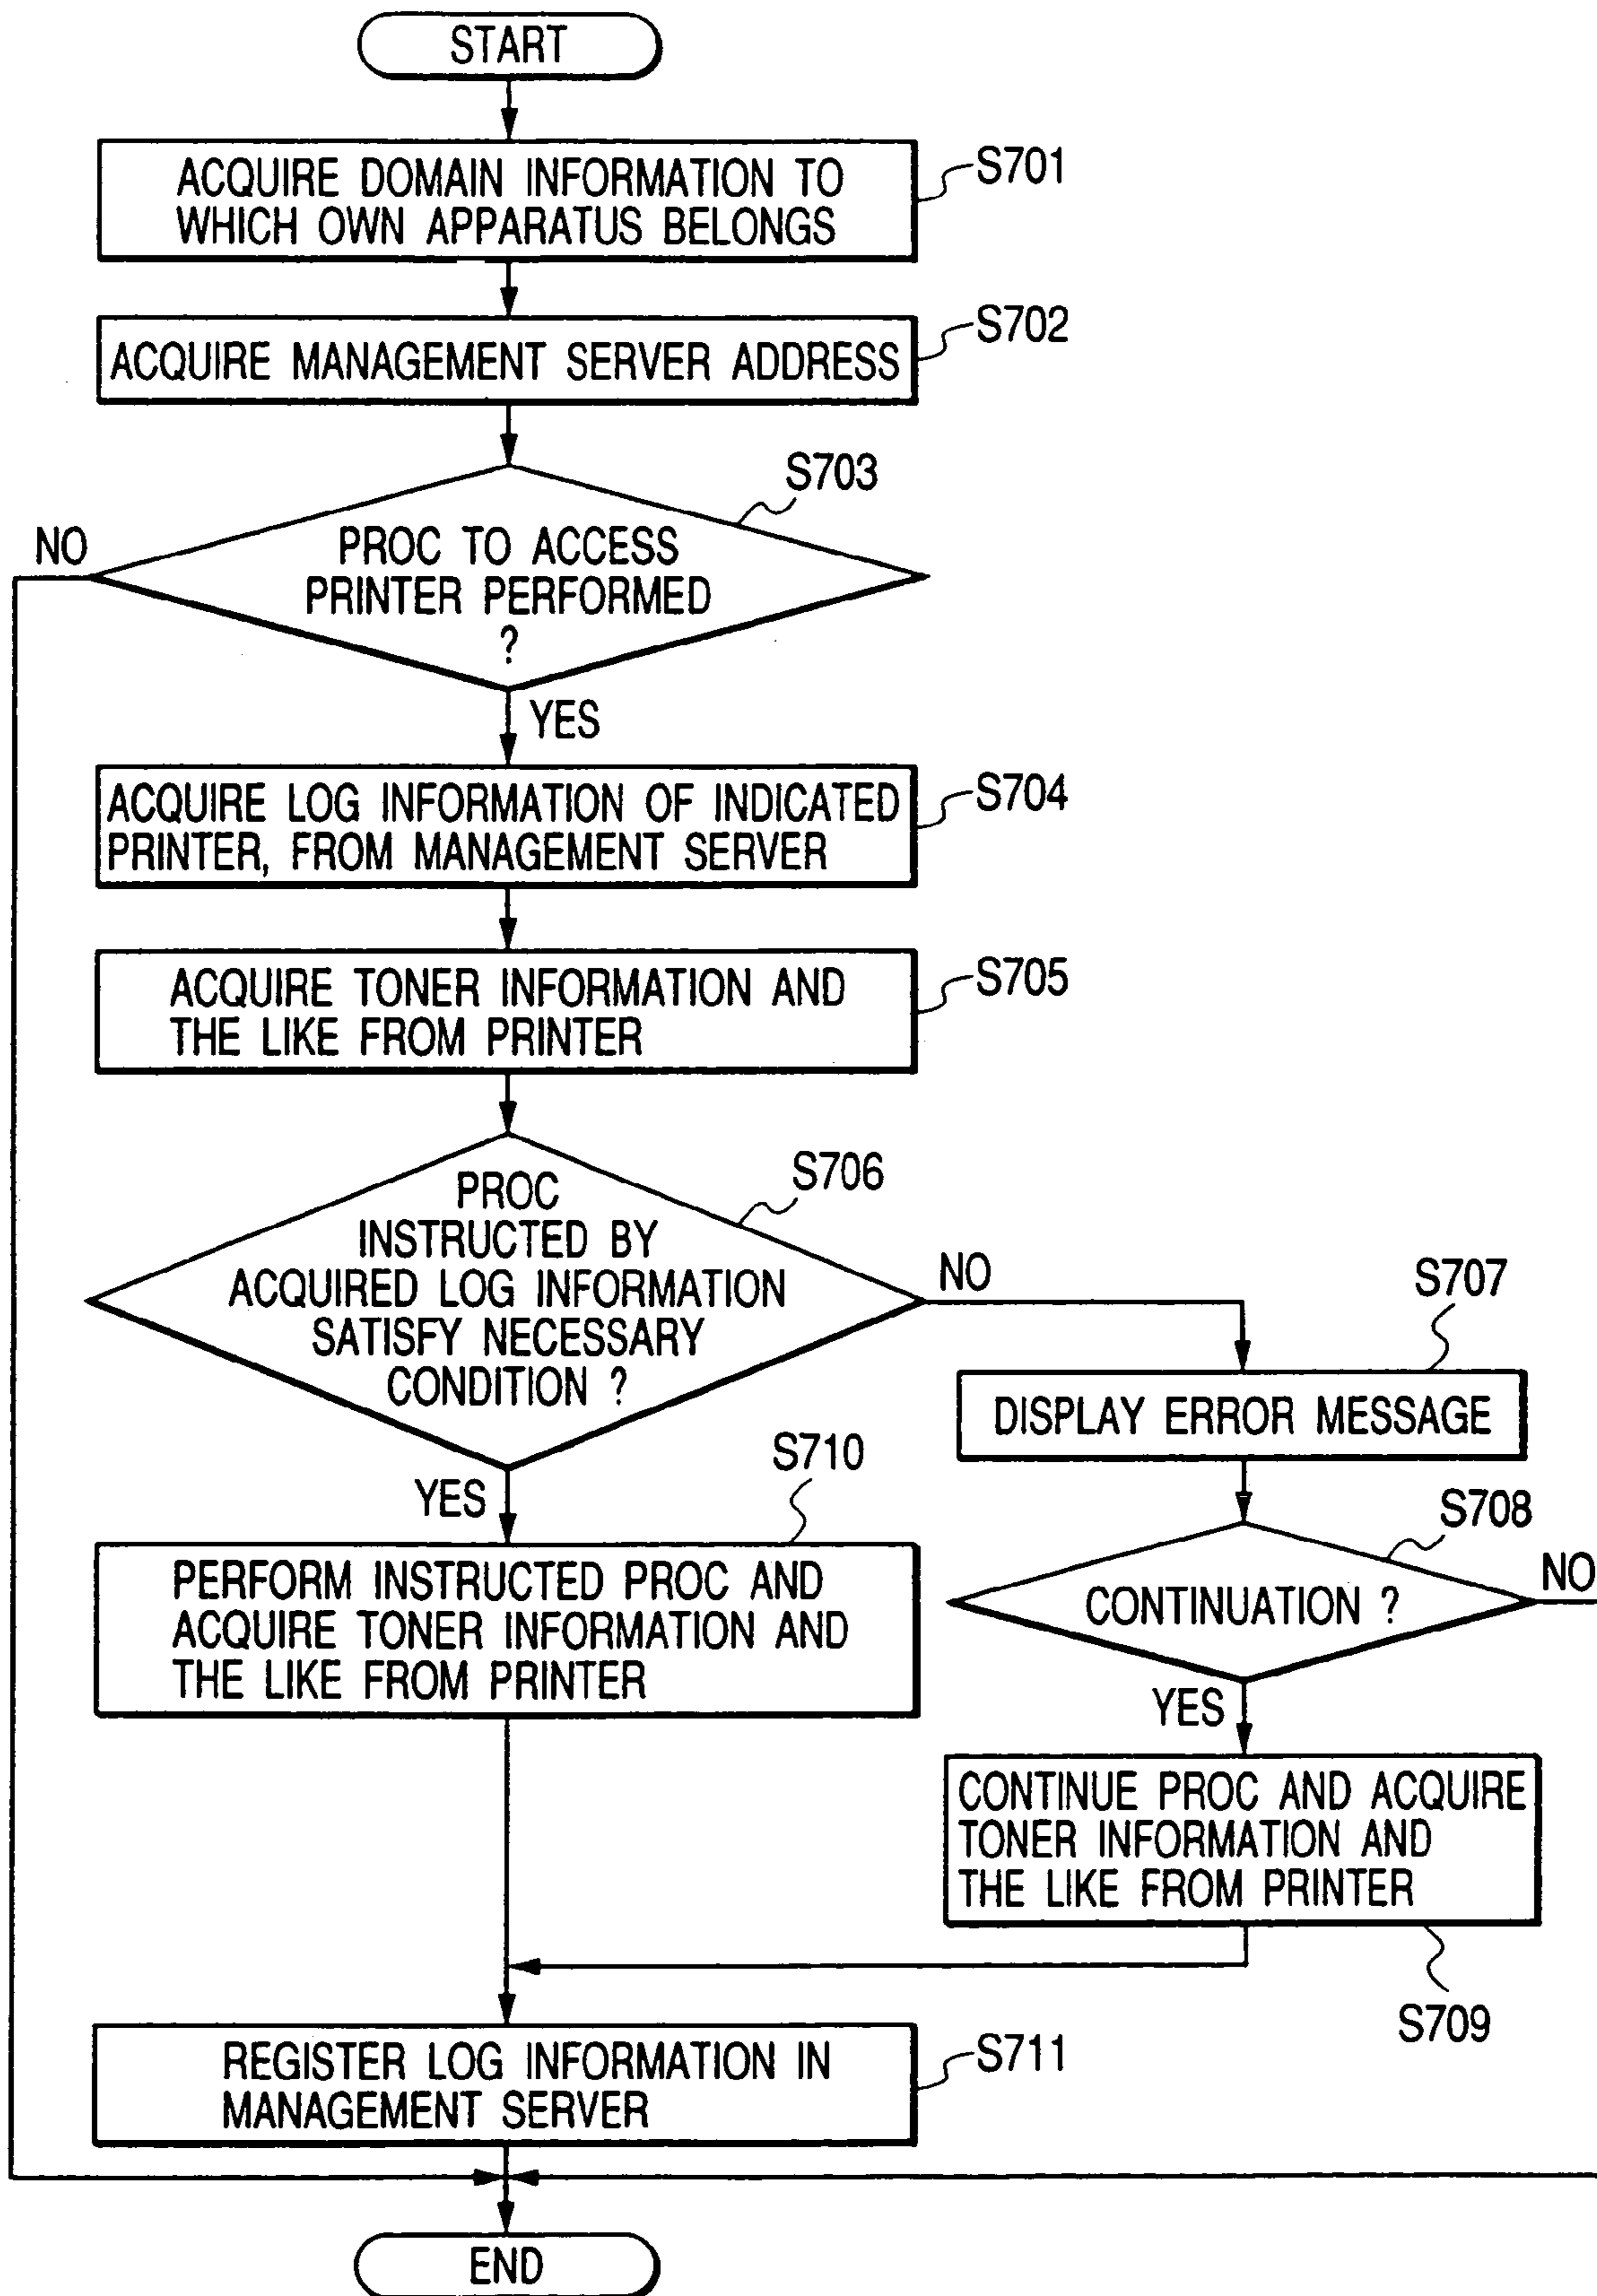 START
ACQUIRE DOMAIN INFORMATION TO
WHICH OWN APPARATUS BELONGS
S701
ACQUIRE MANAGEMENT SERVER ADDRESS
S702
S703
NO
PROC TO ACCESS
PRINTER PERFORMED
?
YES
ACQUIRE LOG INFORMATION OF INDICATED
PRINTER, FROM MANAGEMENT SERVER
S704
ACQUIRE TONER INFORMATION AND
THE LIKE FROM PRINTER
S705
S706
PROC
INSTRUCTED BY
ACQUIRED LOG INFORMATION
SATISFY NECESSARY
CONDITION ?
NO
S707
DISPLAY ERROR MESSAGE
YES
S710
S708
CONTINUATION ?
NO
PERFORM INSTRUCTED PROC AND
ACQUIRE TONER INFORMATION AND
THE LIKE FROM PRINTER
YES
CONTINUE PROC AND ACQUIRE
TONER INFORMATION AND
THE LIKE FROM PRINTER
S709
REGISTER LOG INFORMATION IN
MANAGEMENT SERVER
S711
END